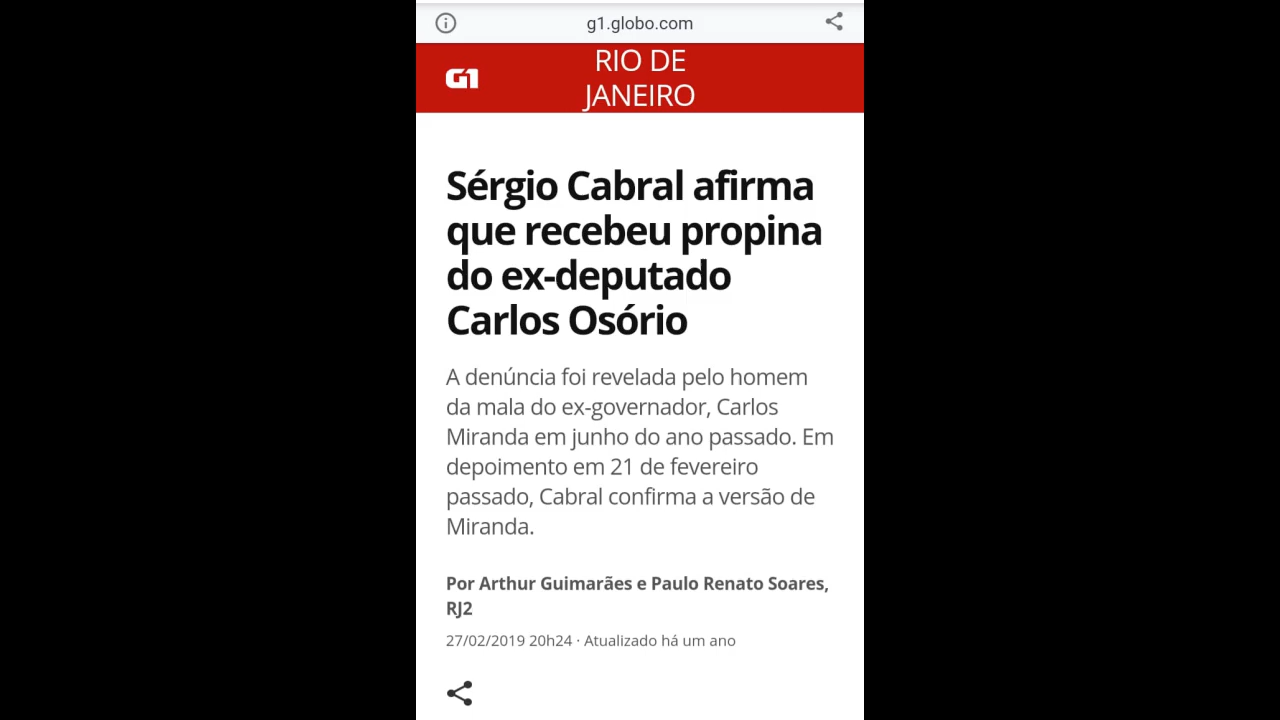 g1.globo.com
G1
RIO DE
JANEIRO
Sérgio Cabral afirma
que recebeu propina
do ex-deputado
Carlos Osório
A denúncia foi revelada pelo homem
da mala do ex-governador, Carlos
Miranda em junho do ano passado. Em
depoimento em 21 de fevereiro
passado, Cabral confirma a versão de
Miranda.
Por Arthur Guimarães e Paulo Renato Soares,
RJ2
27/02/2019 20h24 · Atualizado há um ano